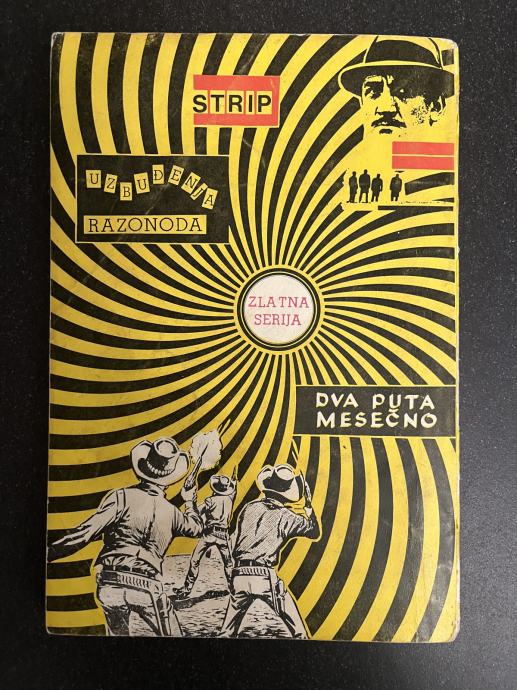 STRIP
UZBUĐENJA
RAZONODA
ZLATNA
SERIJA
DVA PUTA
MESEČNO